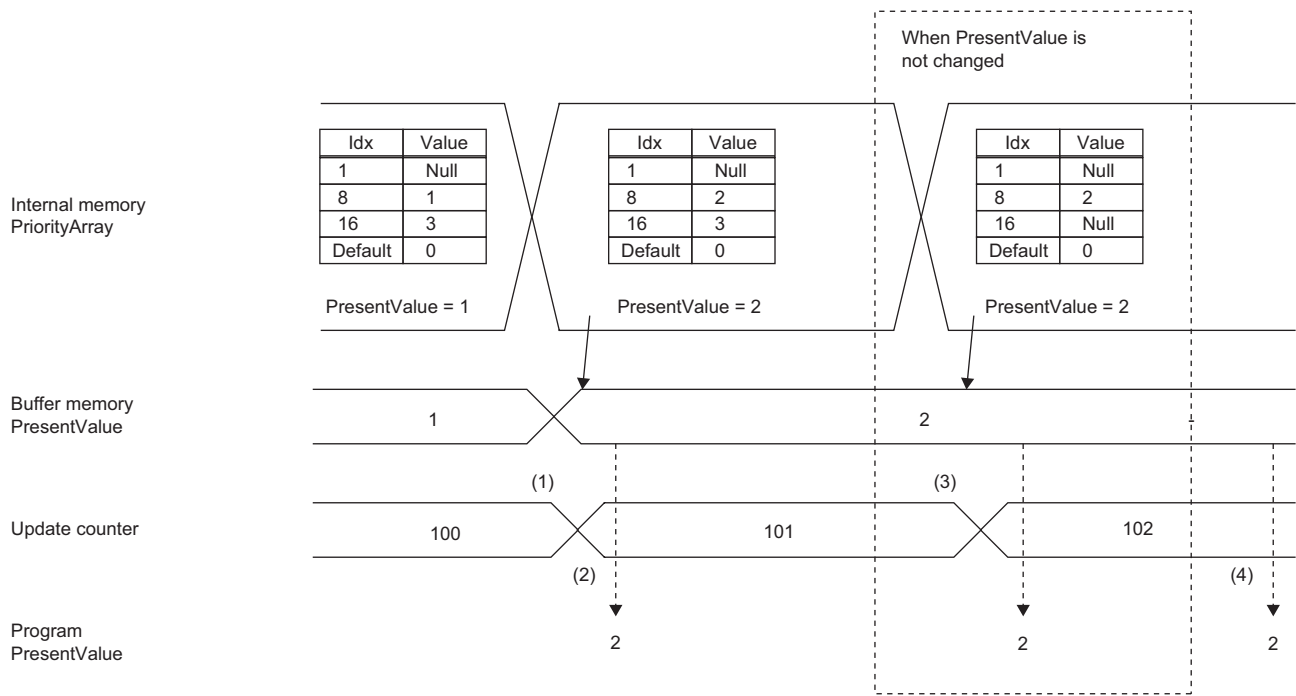 When PresentValue is
not changed
Internal memory
PriorityArray
Idx Value
1 Null
8 1
16 3
Default 0
PresentValue = 1
Idx Value
1 Null
8 2
16 3
Default 0
PresentValue = 2
Idx Value
1 Null
8 2
16 Null
Default 0
PresentValue = 2
Buffer memory
PresentValue
1
2
-
(1)
(3)
Update counter
100
101
102
(2)
(4)
Program
PresentValue
2
2
2